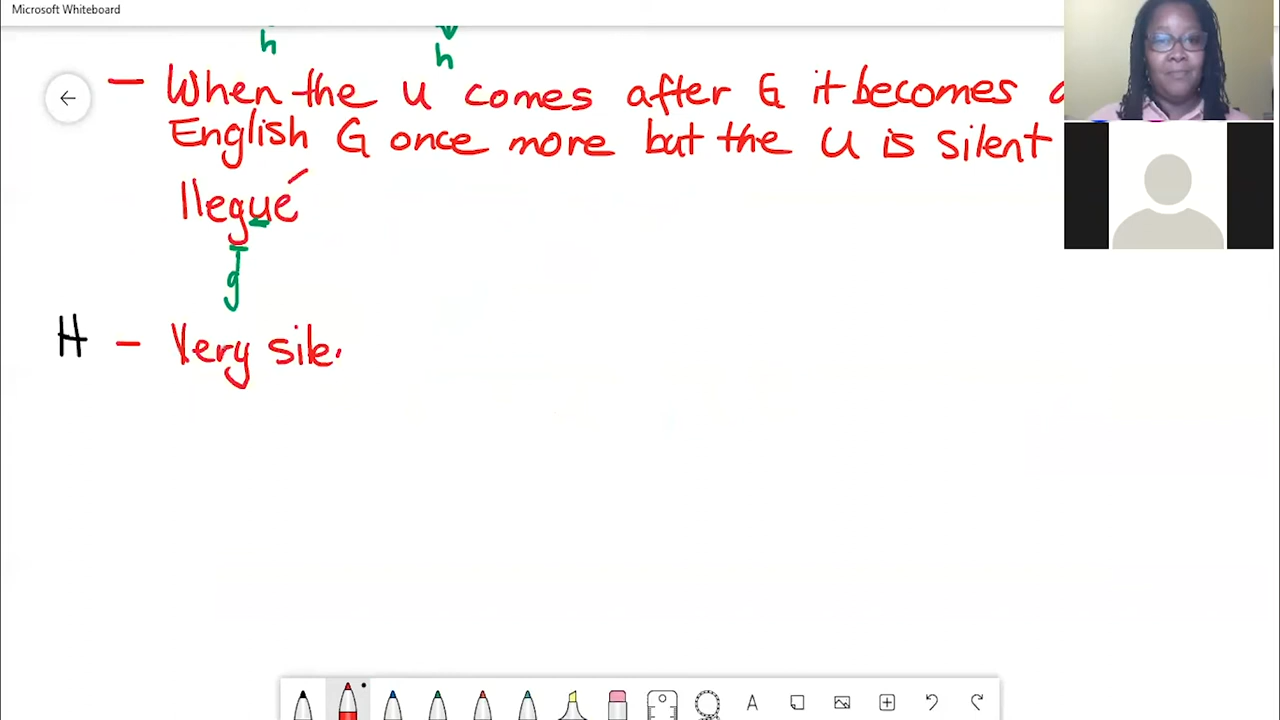 Microsoft Whiteboard
h h
— When the U comes after G it becomes a
English G once more but the U is silent
llegué
g
H — Very sile
A